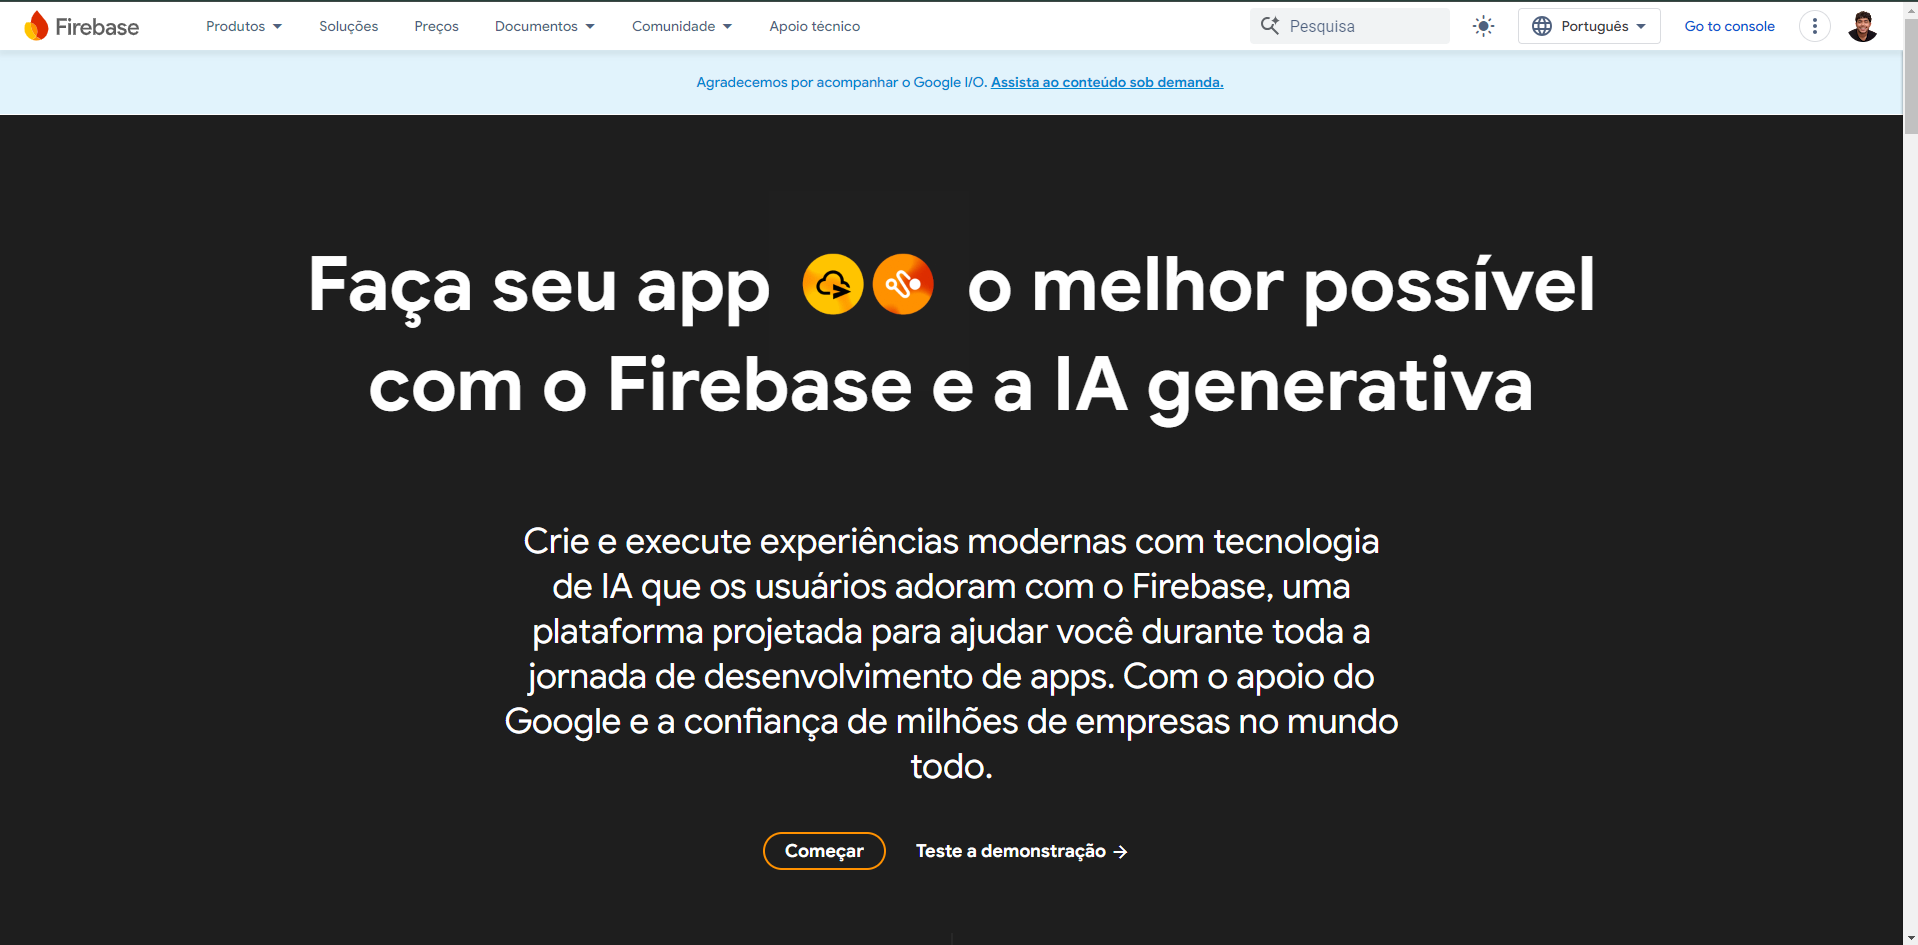 Firebase
Produtos
Soluções
Preços
Documentos
Comunidade
Apoio técnico
Pesquisa
Português
Go to console
Agradecemos por acompanhar o Google I/O. Assista ao conteúdo sob demanda.
Faça seu app o melhor possível
com o Firebase e a IA generativa
Crie e execute experiências modernas com tecnologia
de IA que os usuários adoram com o Firebase, uma
plataforma projetada para ajudar você durante toda a
jornada de desenvolvimento de apps. Com o apoio do
Google e a confiança de milhões de empresas no mundo
todo.
Começar
Teste a demonstração →